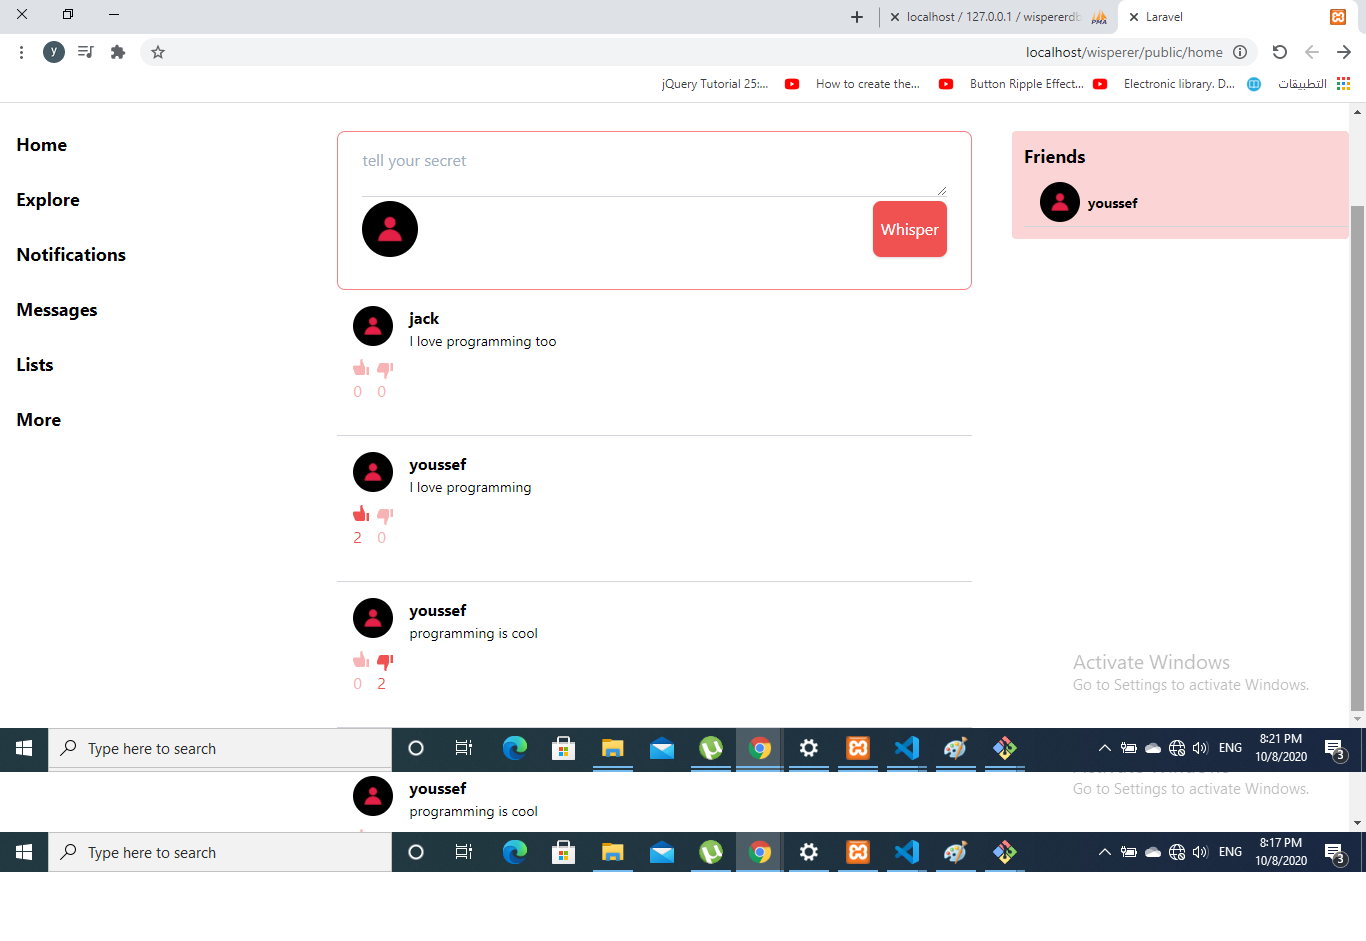 localhost / 127.0.0.1 / wispererdb
PMA
Laravel
y
localhost/wisperer/public/home
jQuery Tutorial 25:...
How to create the...
Button Ripple Effect...
Electronic library. D...
التطبيقات
Home
Explore
Notifications
Messages
Lists
More
tell your secret
Whisper
jack
I love programming too
0 0
youssef
I love programming
2 0
youssef
programming is cool
0 2
Friends
youssef
Activate Windows
Go to Settings to activate Windows.
Type here to search
ENG
8:21 PM
10/8/2020
3
youssef
programming is cool
Go to Settings to activate Windows.
Type here to search
ENG
8:17 PM
10/8/2020
3